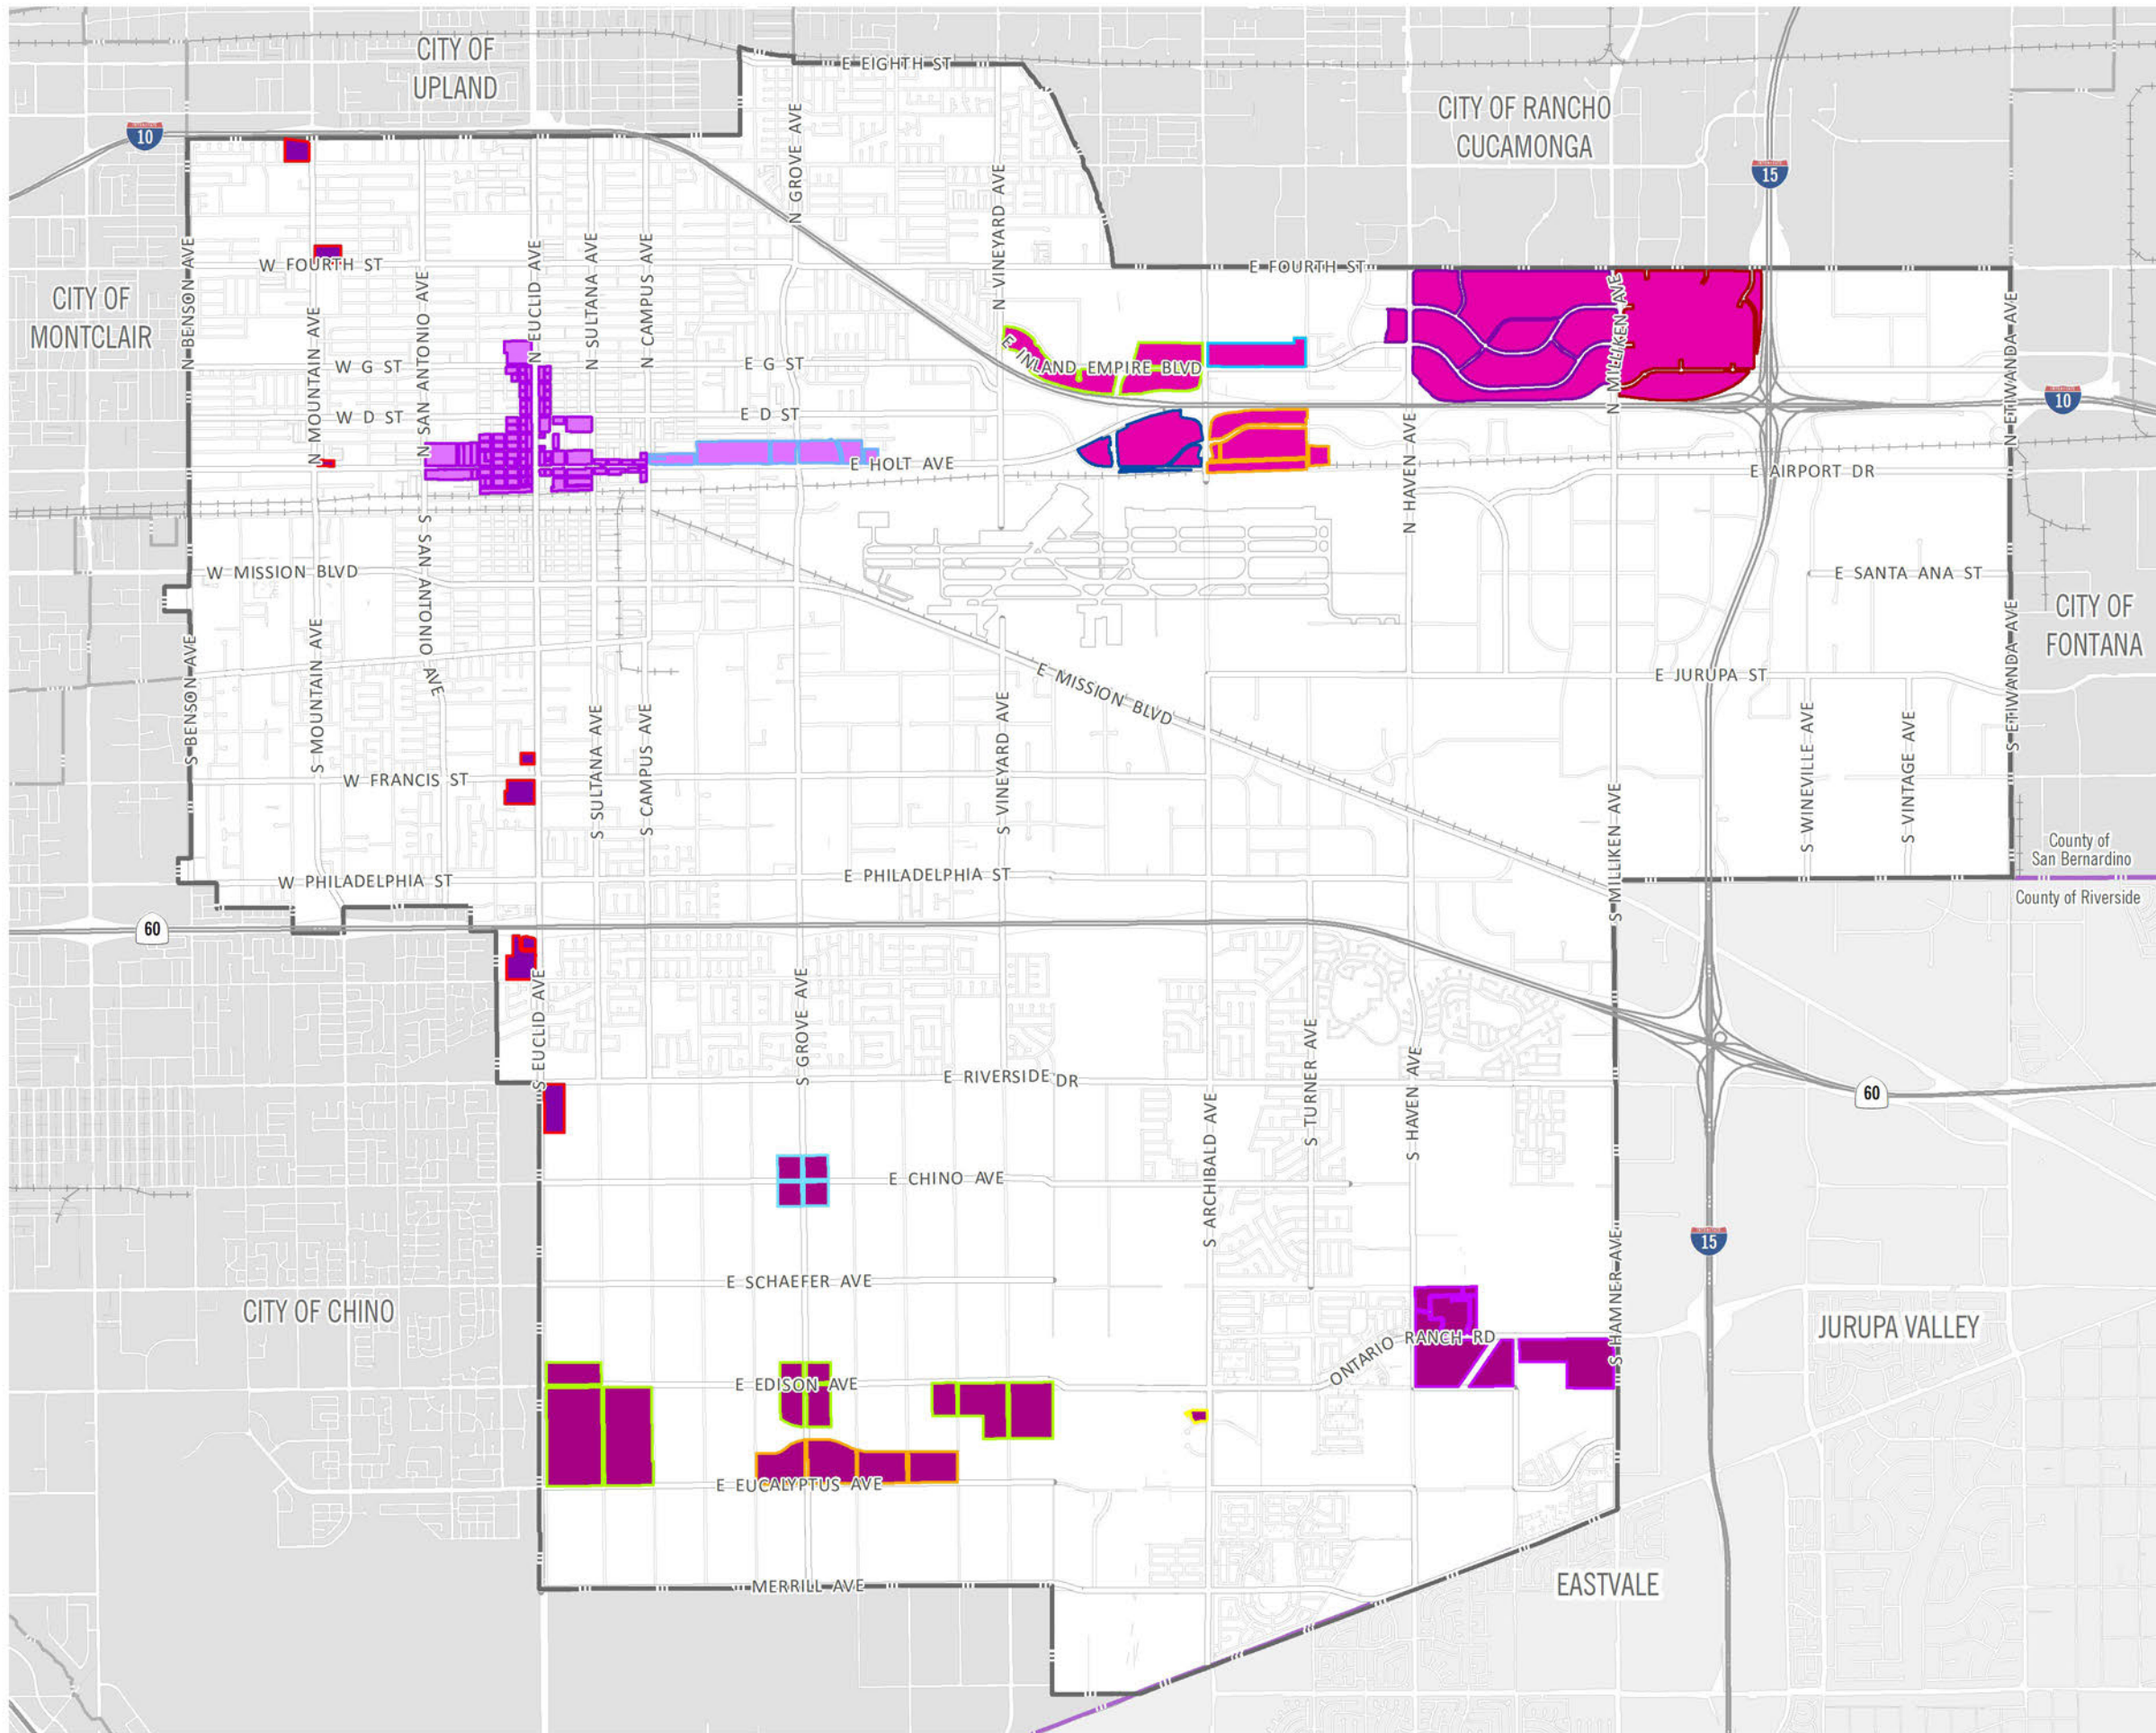 CITY OF
UPLAND
E EIGHTH ST
CITY OF RANCHO
CUCAMONGA
10
15
N GROVE AVE
N VINEYARD AVE
N BENSON AVE
W FOURTH ST
N EUCLID AVE
N SULTANA AVE
N CAMPUS AVE
E FOURTH ST
CITY OF
MONTCLAIR
N MOUNTAIN AVE
N SAN ANTONIO AVE
N MILLIKEN AVE
N ETIWANDA AVE
W G ST
E G ST
E INLAND EMPIRE BLVD
W D ST
E D ST
10
E HOLT AVE
N HAVEN AVE
E AIRPORT DR
W MISSION BLVD
S SAN ANTONIO AVE
E SANTA ANA ST
CITY OF
FONTANA
S BENSON AVE
S MOUNTAIN AVE
E MISSION BLVD
E JURUPA ST
S ETIWANDA AVE
S SULTANA AVE
S CAMPUS AVE
S VINEYARD AVE
S WINEVILLE AVE
S VINTAGE AVE
W FRANCIS ST
S MILLIKEN AVE
County of
San Bernardino
W PHILADELPHIA ST
E PHILADELPHIA ST
County of Riverside
60
S EUCLID AVE
S GROVE AVE
S TURNER AVE
S HAVEN AVE
E RIVERSIDE DR
60
S ARCHIBALD AVE
E CHINO AVE
15
S HAMNER AVE
E SCHAEFER AVE
CITY OF CHINO
JURUPA VALLEY
ONTARIO RANCH RD
E EDISON AVE
E EUCALYPTUS AVE
MERRILL AVE
EASTVALE